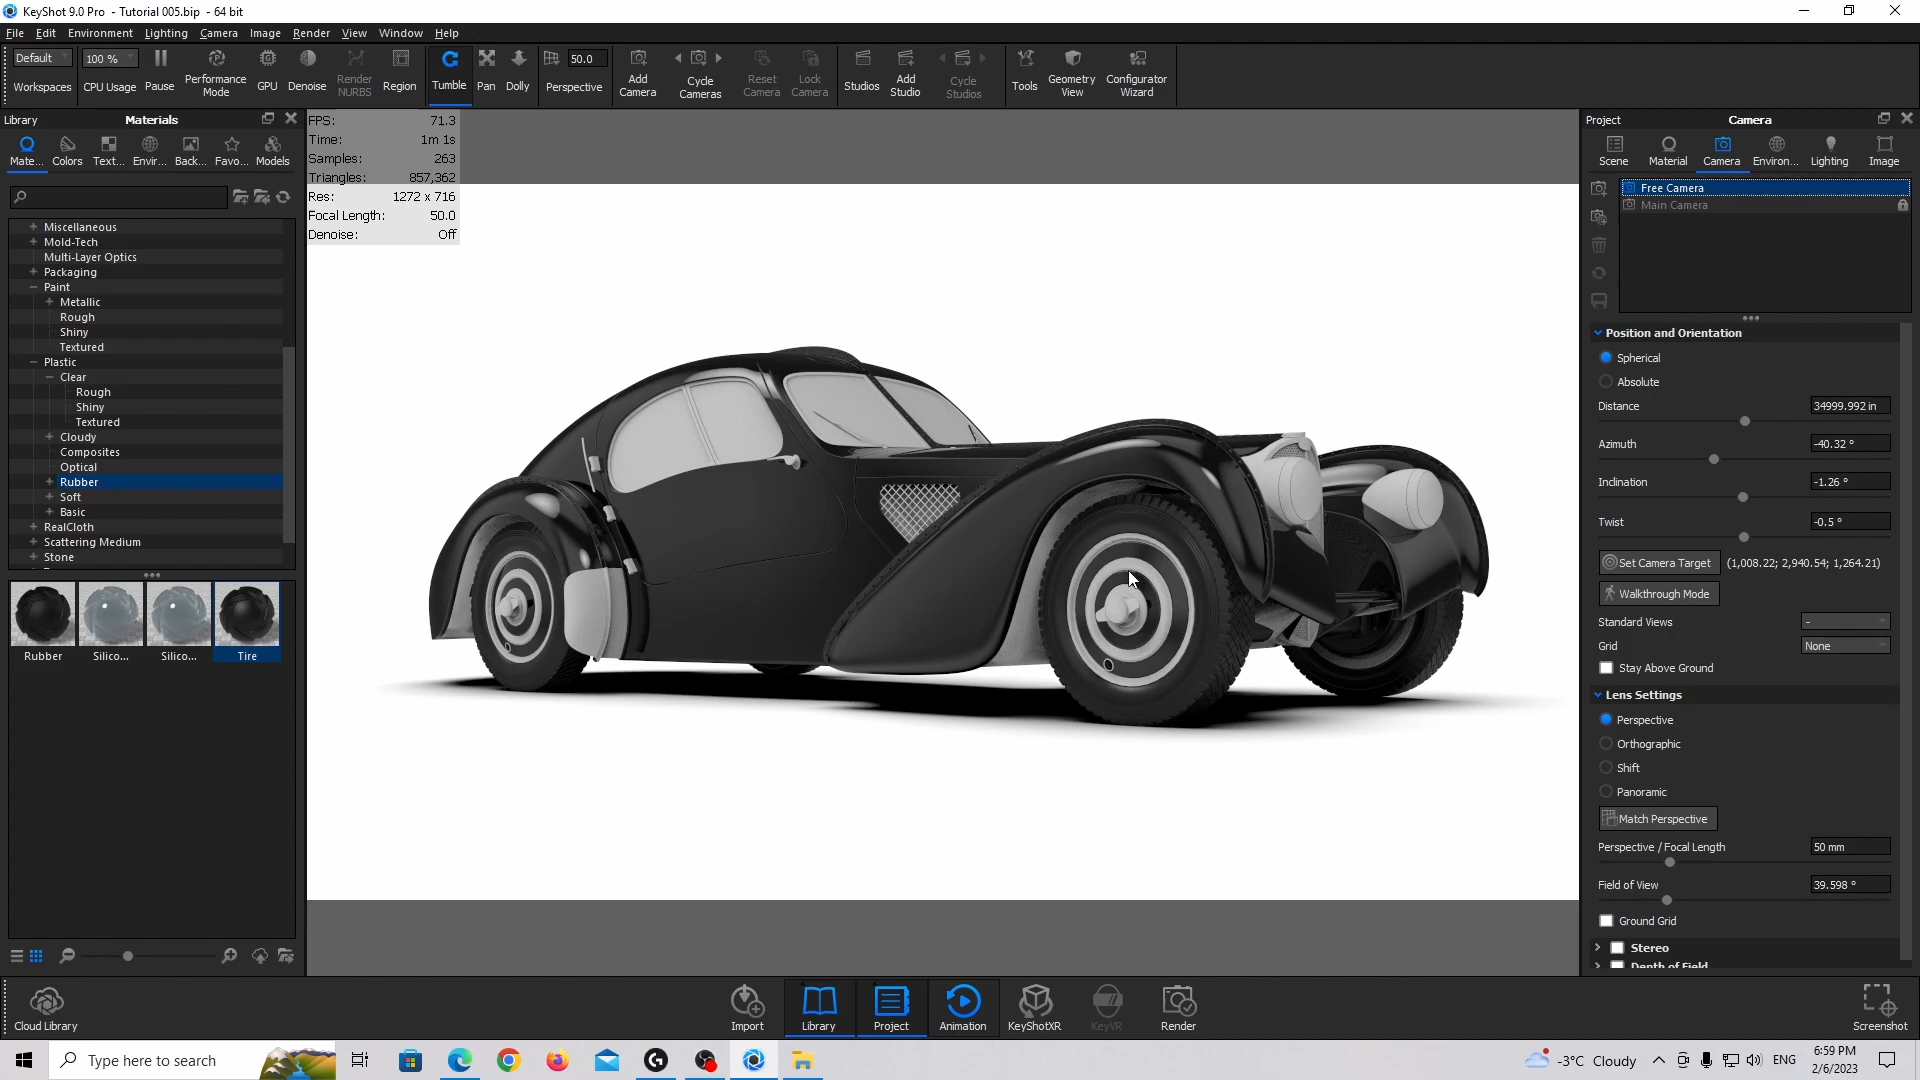 KeyShot 9.0 Pro - Tutorial 005.bip - 64 bit
File Edit Environment Lighting Camera Image Render View Window Help
Default
Workspaces
100 %
CPU Usage
Pause
Performance
Mode
GPU
Denoise
Render
NURBS
Region
Tumble
Pan
Dolly
50.0
Perspective
Add
Camera
Cycle
Cameras
Reset
Camera
Lock
Camera
Studios
Add
Studio
Cycle
Studios
Tools
Geometry
View
Configurator
Wizard
Library
Materials
Mate... Colors Text... Envir... Back... Favo... Models
Miscellaneous
Mold-Tech
Multi-Layer Optics
Packaging
Paint
Metallic
Rough
Shiny
Textured
Plastic
Clear
Rough
Shiny
Textured
Cloudy
Composites
Optical
Rubber
Soft
Basic
RealCloth
Scattering Medium
Stone
Rubber Silico... Silico... Tire
FPS: 71.3
Time: 1m 1s
Samples: 263
Triangles: 857,362
Res: 1272 x 716
Focal Length: 50.0
Denoise: Off
Project
Camera
Scene Material Camera Environ... Lighting Image
Free Camera
Main Camera
Position and Orientation
Spherical
Absolute
Distance 34999.992 in
Azimuth -40.32 °
Inclination -1.26 °
Twist -0.5 °
Set Camera Target (1,008.22; 2,940.54; 1,264.21)
Walkthrough Mode
Standard Views -
Grid None
Stay Above Ground
Lens Settings
Perspective
Orthographic
Shift
Panoramic
Match Perspective
Perspective / Focal Length 50 mm
Field of View 39.598 °
Ground Grid
Stereo
Depth of Field
Cloud Library
Import
Library
Project
Animation
KeyShotXR
KeyVR
Render
Screenshot
Type here to search
-3°C Cloudy
ENG
6:59 PM
2/6/2023